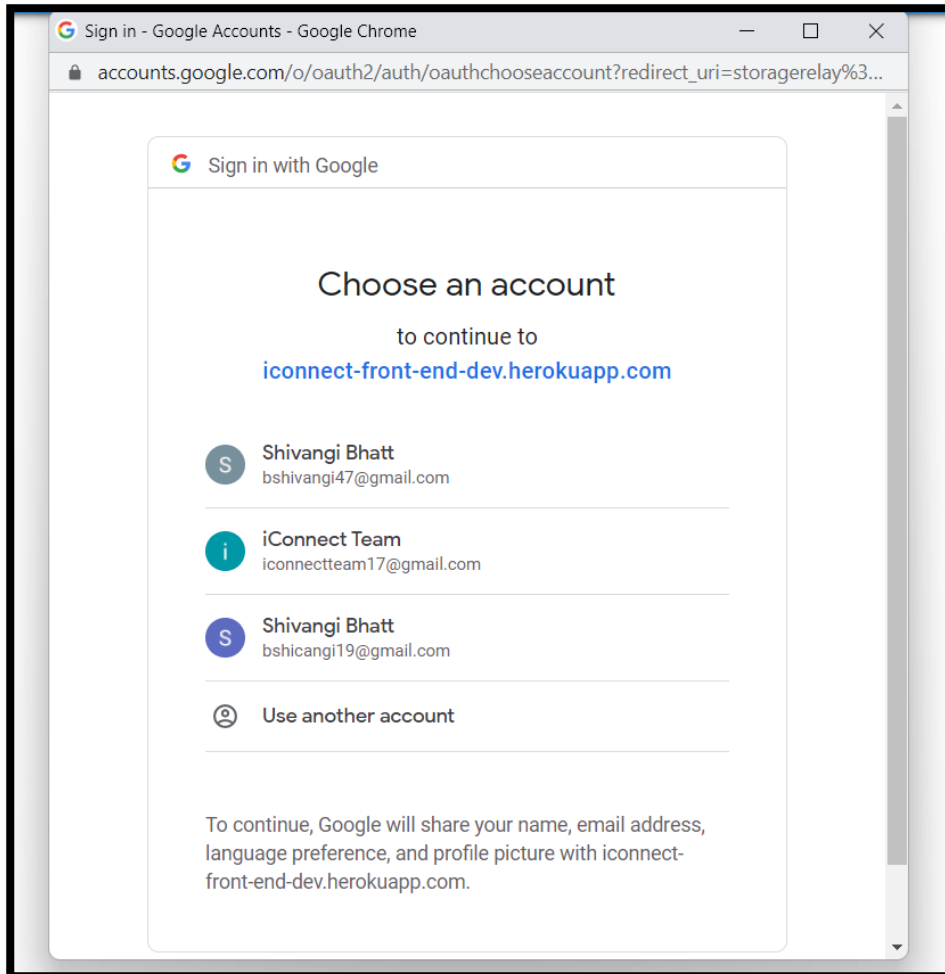 Sign in - Google Accounts - Google Chrome
accounts.google.com/o/oauth2/auth/oauthchooseaccount?redirect_uri=storagerelay%3...
Sign in with Google
Choose an account
to continue to
iconnect-front-end-dev.herokuapp.com
S
Shivangi Bhatt
bshivangi47@gmail.com
i
iConnect Team
iconnectteam17@gmail.com
S
Shivangi Bhatt
bshicangi19@gmail.com
Use another account
To continue, Google will share your name, email address,
language preference, and profile picture with iconnect-
front-end-dev.herokuapp.com.